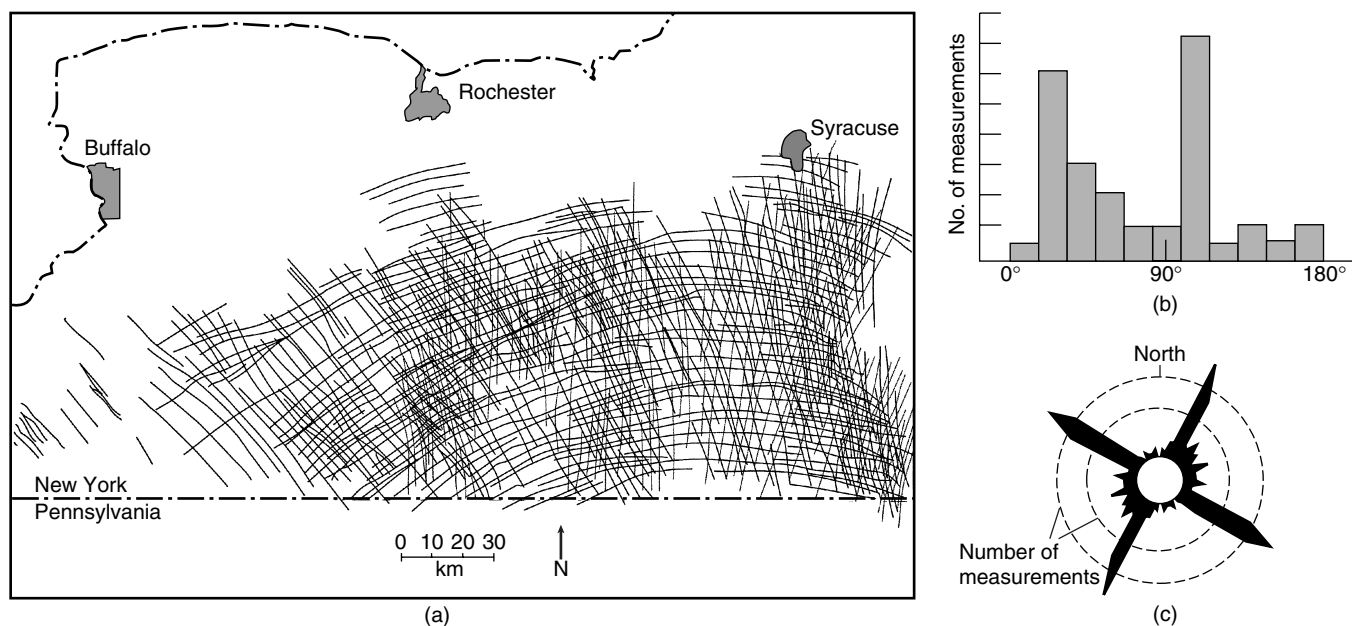 Buffalo
Rochester
Syracuse
New York
Pennsylvania
0 10 20 30
km
N
(a)
No. of measurements
0° 90° 180°
(b)
North
Number of
measurements
(c)